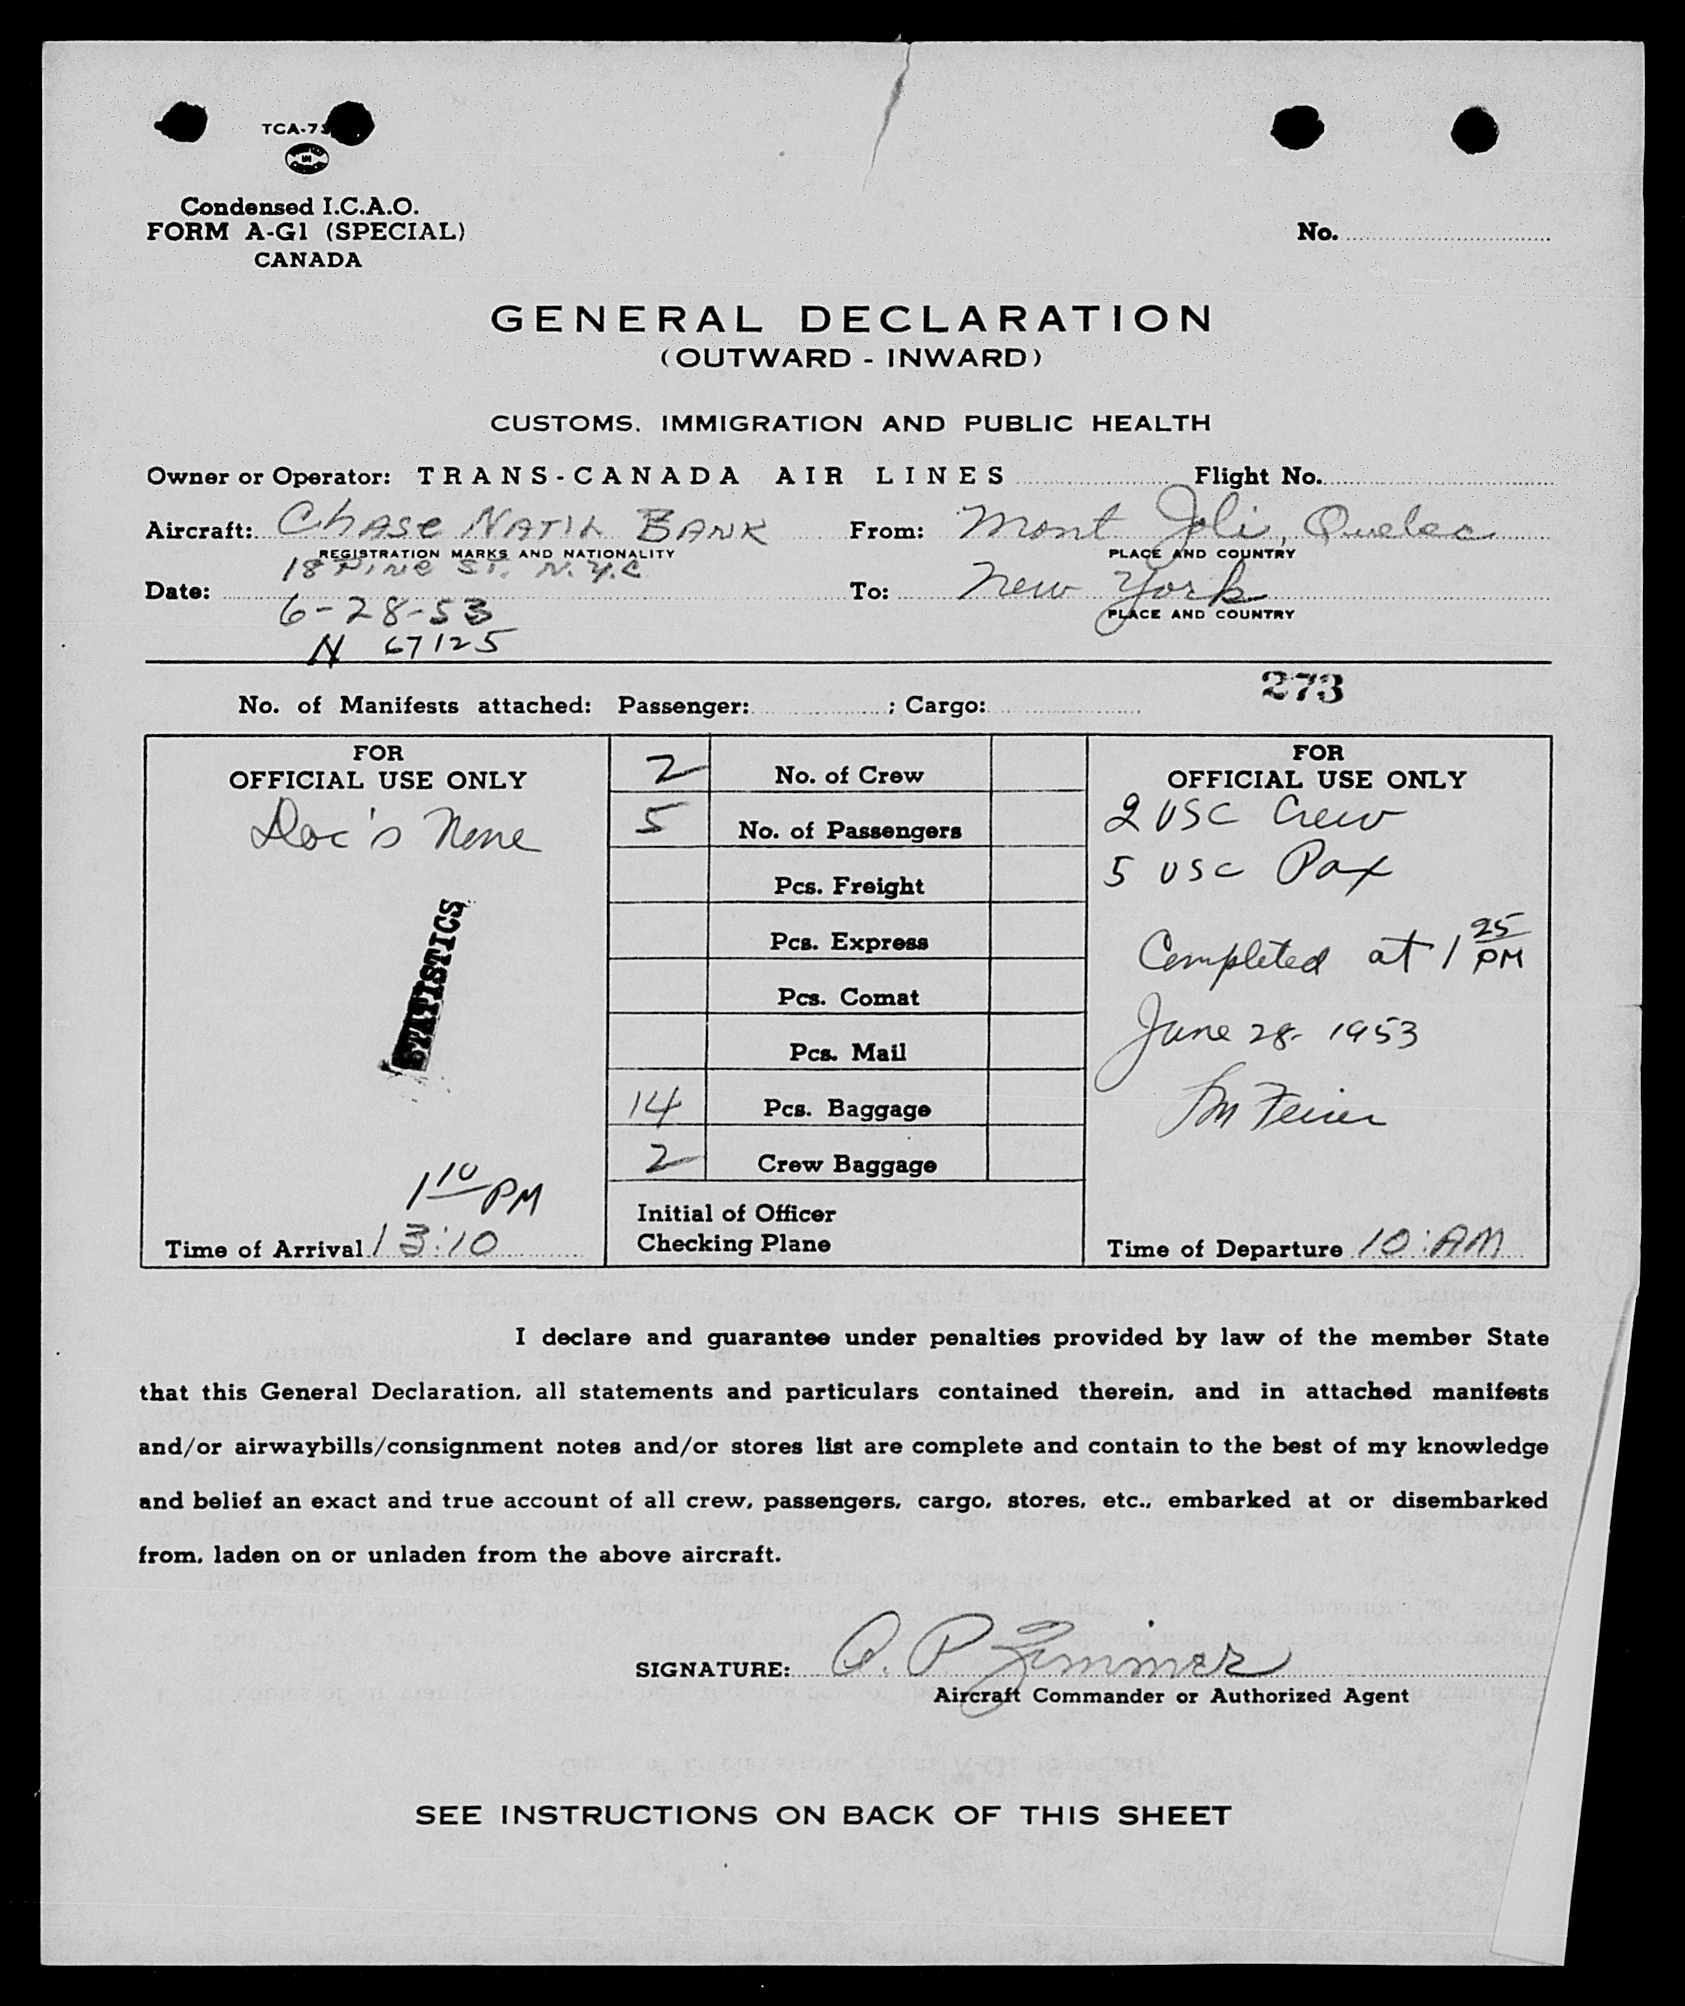 TCA-73
Condensed I.C.A.O.
FORM A-G1 (SPECIAL)
CANADA
No.
GENERAL DECLARATION
(OUTWARD - INWARD)
CUSTOMS, IMMIGRATION AND PUBLIC HEALTH
Owner or Operator: TRANS-CANADA AIR LINES Flight No.
Aircraft: Chase Nat'l Bank From: Mont Joli, Quebec
REGISTRATION MARKS AND NATIONALITY PLACE AND COUNTRY
18 Pine St. N.Y.C.
Date: 6-28-53 To: New York
PLACE AND COUNTRY
N 67125
273
No. of Manifests attached: Passenger: ; Cargo:
FOR
OFFICIAL USE ONLY
Doc's None
STATISTICS
1 10 PM
Time of Arrival 13:10
2 No. of Crew
5 No. of Passengers
Pcs. Freight
Pcs. Express
Pcs. Comat
Pcs. Mail
14 Pcs. Baggage
2 Crew Baggage
Initial of Officer
Checking Plane
FOR
OFFICIAL USE ONLY
2 USC Crew
5 USC Pax
Completed at 1 25 PM
June 28 - 1953
Time of Departure 10:AM
I declare and guarantee under penalties provided by law of the member State
that this General Declaration, all statements and particulars contained therein, and in attached manifests
and/or airwaybills/consignment notes and/or stores list are complete and contain to the best of my knowledge
and belief an exact and true account of all crew, passengers, cargo, stores, etc., embarked at or disembarked
from, laden on or unladen from the above aircraft.
SIGNATURE: A. P. Zimmer
Aircraft Commander or Authorized Agent
SEE INSTRUCTIONS ON BACK OF THIS SHEET